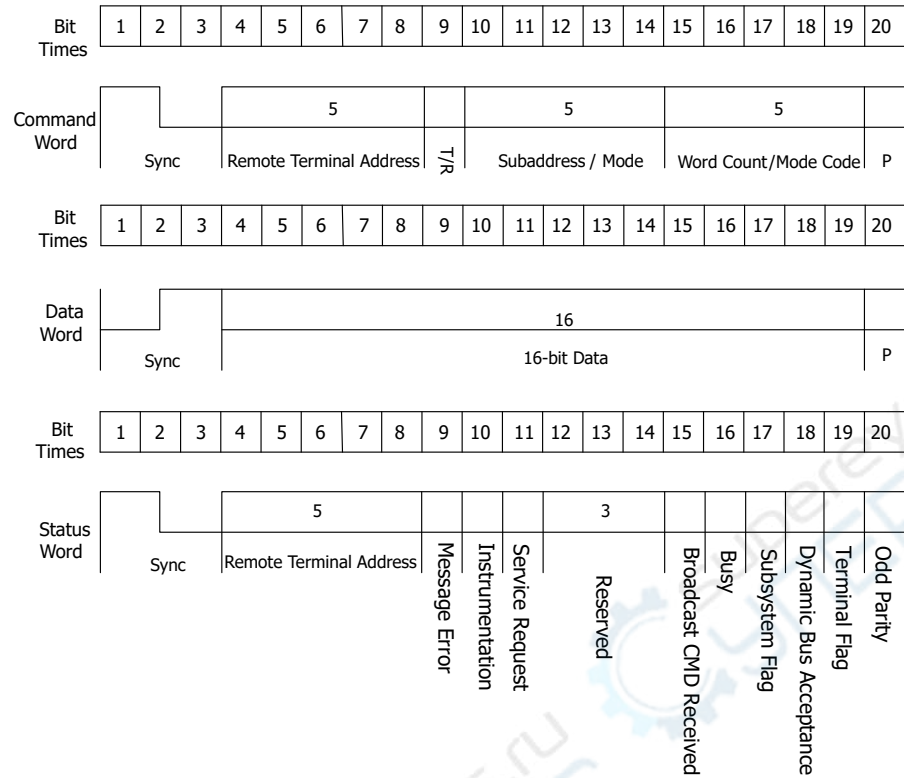 Bit Times 1 2 3 4 5 6 7 8 9 10 11 12 13 14 15 16 17 18 19 20
Command Word
5 5 5
Sync Remote Terminal Address T/R Subaddress / Mode Word Count/Mode Code P
Bit Times 1 2 3 4 5 6 7 8 9 10 11 12 13 14 15 16 17 18 19 20
Data Word
16
Sync 16-bit Data P
Bit Times 1 2 3 4 5 6 7 8 9 10 11 12 13 14 15 16 17 18 19 20
Status Word
5 3
Sync Remote Terminal Address
Message Error
Instrumentation
Service Request
Reserved
Broadcast CMD Received
Busy
Subsystem Flag
Dynamic Bus Acceptance
Terminal Flag
Odd Parity